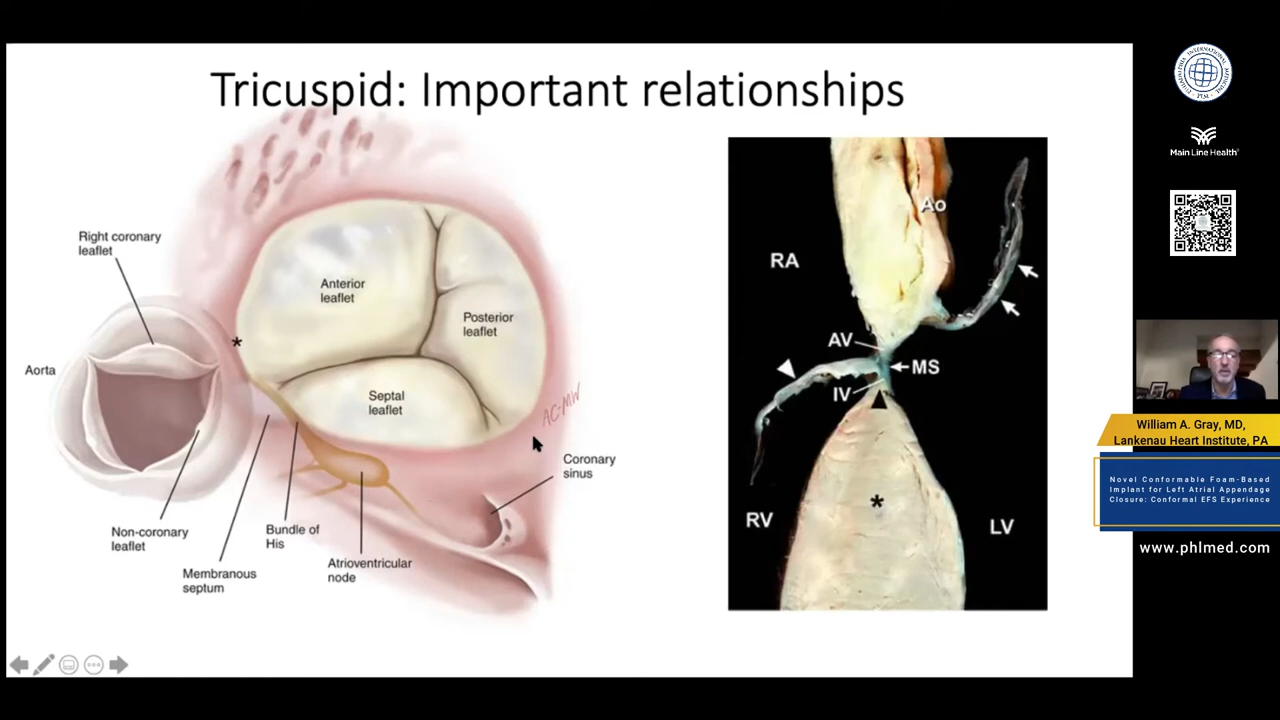 Tricuspid: Important relationships
Right coronary
leaflet
Anterior
leaflet
Posterior
leaflet
*
Aorta
Septal
leaflet
AC-MW
Coronary
sinus
Non-coronary
leaflet
Bundle of
His
Membranous
septum
Atrioventricular
node
Ao
RA
AV
MS
IV
*
RV
LV
Main Line Health
William A. Gray, MD,
Lankenau Heart Institute, PA
Novel Conformable Foam-Based
Implant for Left Atrial Appendage
Closure: Conformal EFS Experience
www.phlmed.com